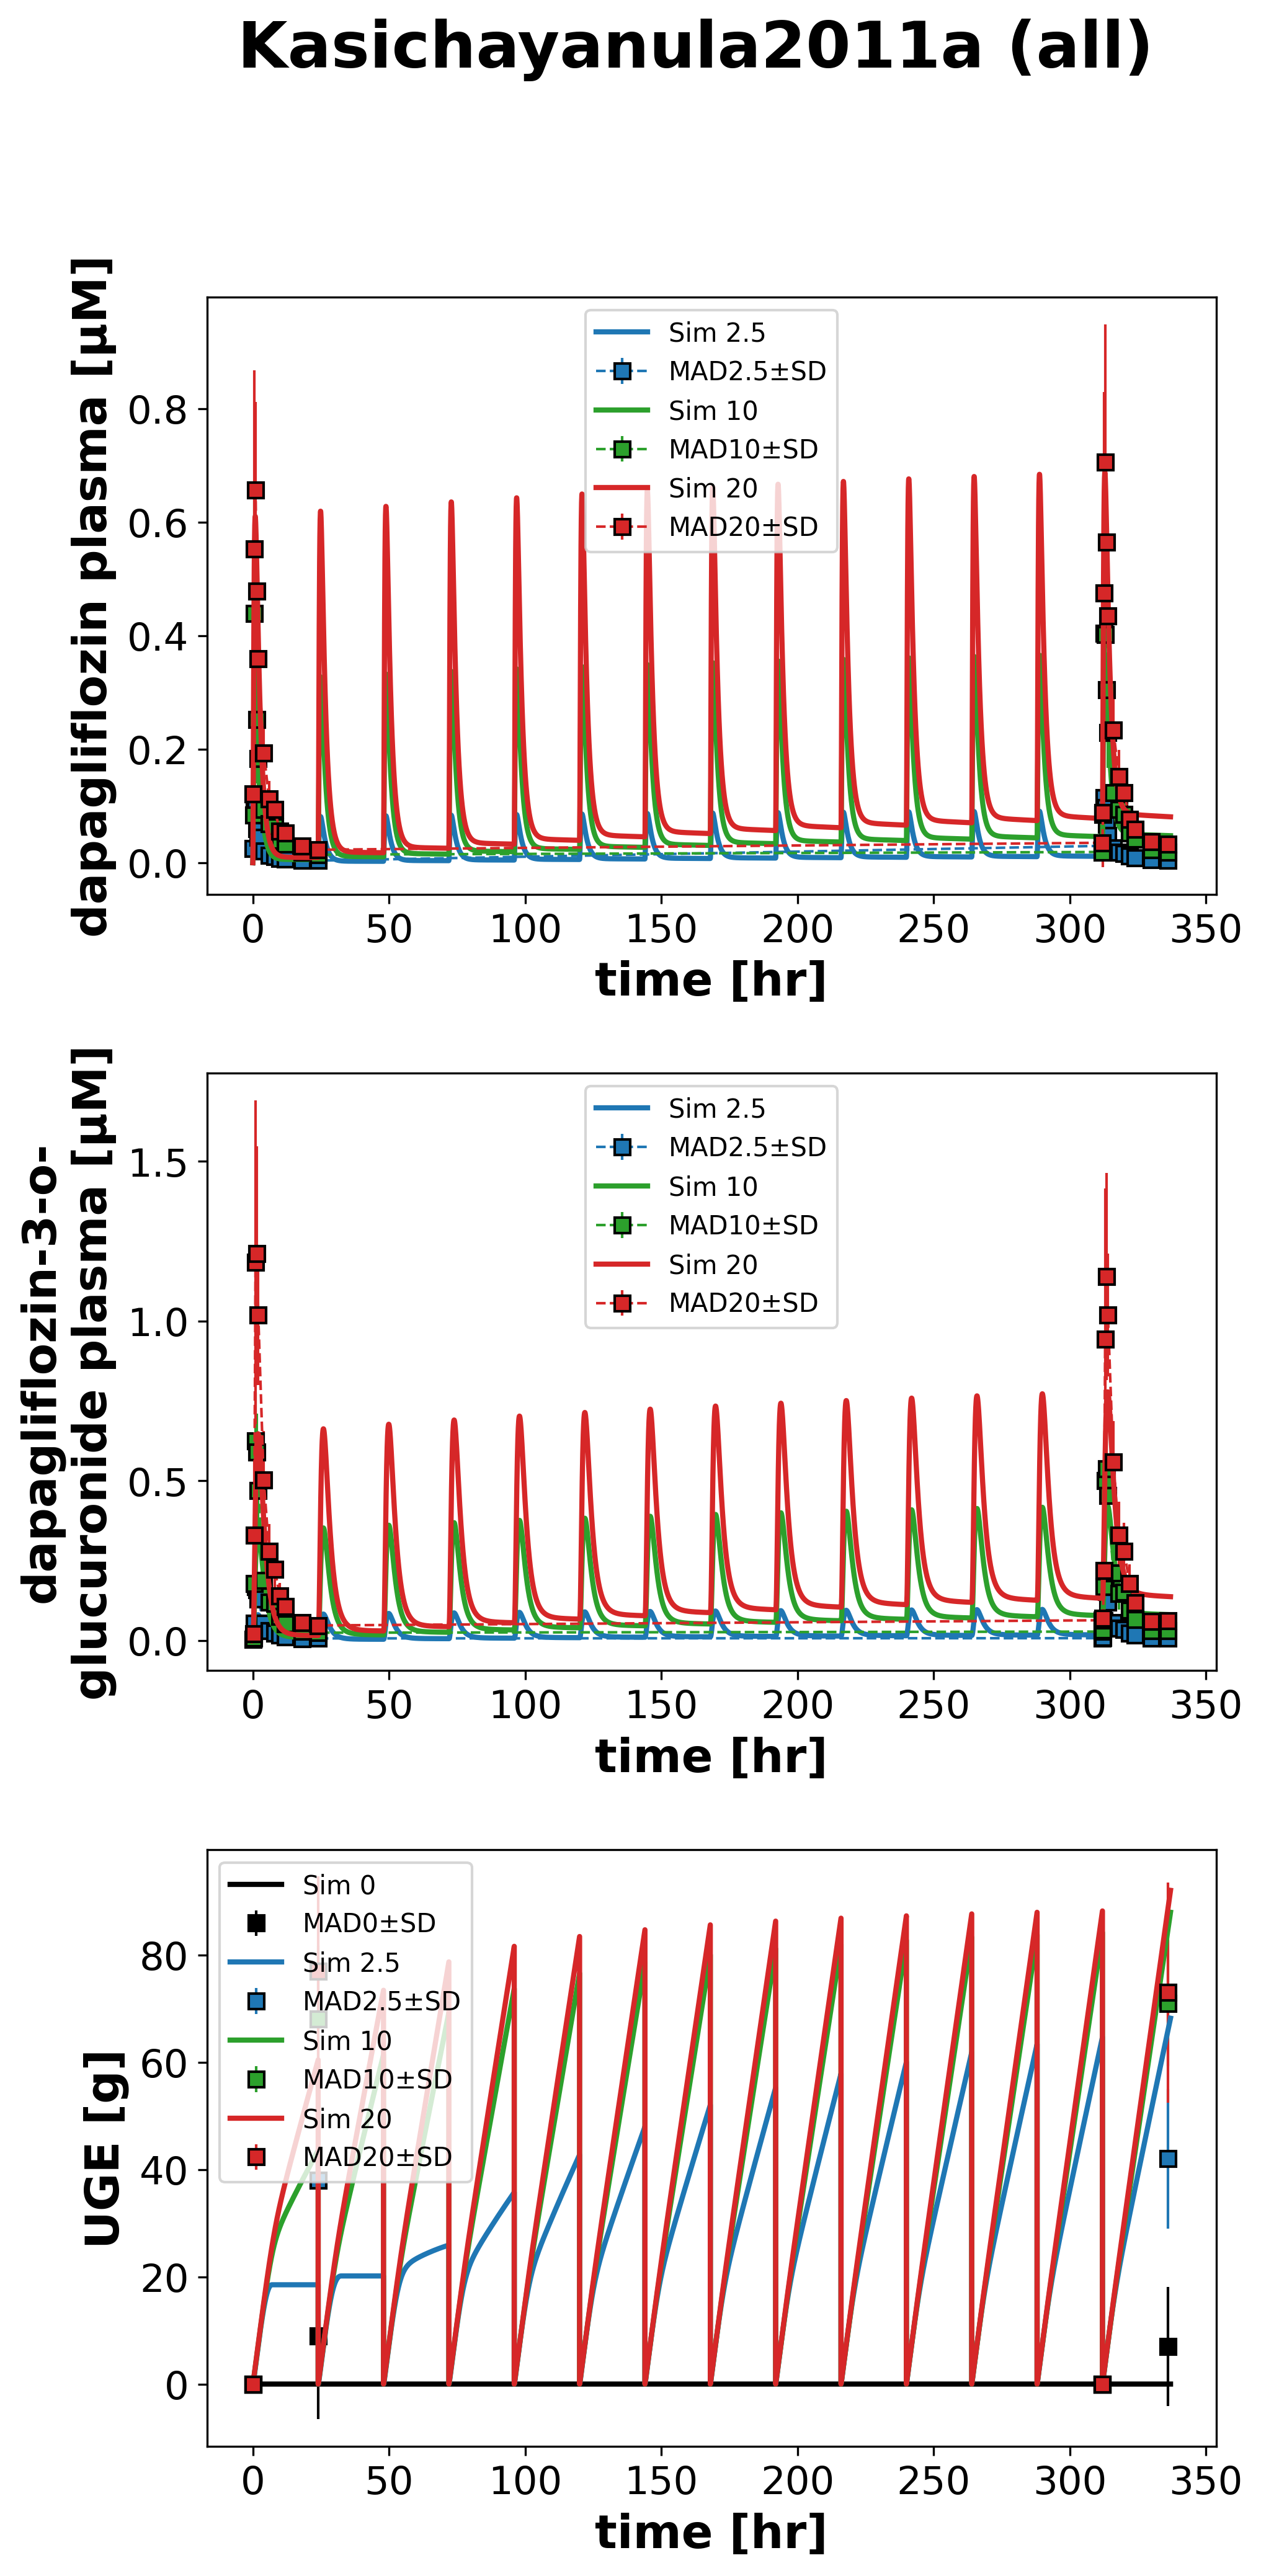 Kasichayanula2011a (all)
dapagliflozin plasma [µM]
0.8
0.6
0.4
0.2
0.0
Sim 2.5
MAD2.5±SD
Sim 10
MAD10±SD
Sim 20
MAD20±SD
0 50 100 150 200 250 300 350
time [hr]
dapagliflozin-3-o-
glucuronide plasma [µM]
1.5
1.0
0.5
0.0
Sim 2.5
MAD2.5±SD
Sim 10
MAD10±SD
Sim 20
MAD20±SD
0 50 100 150 200 250 300 350
time [hr]
UGE [g]
80
60
40
20
0
Sim 0
MAD0±SD
Sim 2.5
MAD2.5±SD
Sim 10
MAD10±SD
Sim 20
MAD20±SD
0 50 100 150 200 250 300 350
time [hr]